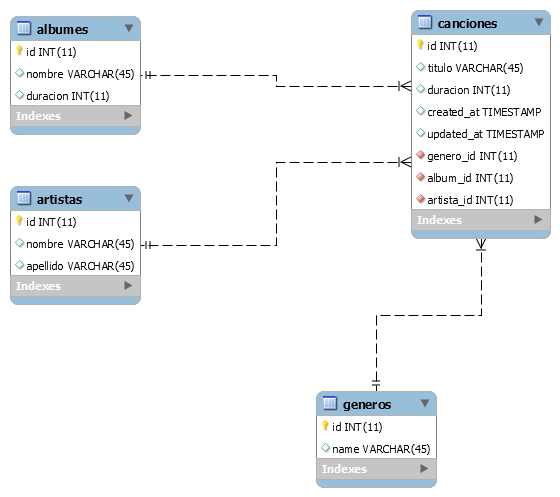 albumes
id INT(11)
nombre VARCHAR(45)
duracion INT(11)
Indexes
canciones
id INT(11)
titulo VARCHAR(45)
duracion INT(11)
created_at TIMESTAMP
updated_at TIMESTAMP
genero_id INT(11)
album_id INT(11)
artista_id INT(11)
Indexes
artistas
id INT(11)
nombre VARCHAR(45)
apellido VARCHAR(45)
Indexes
generos
id INT(11)
name VARCHAR(45)
Indexes